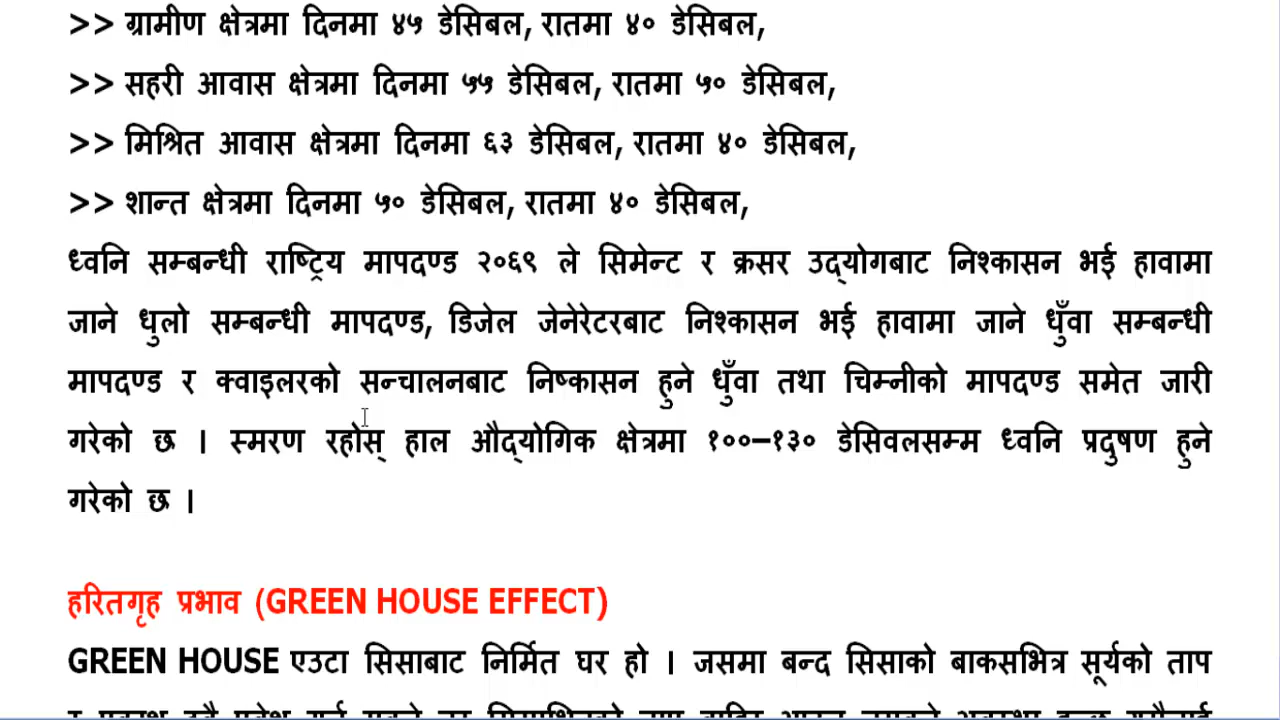 >> ग्रामीण क्षेत्रमा दिनमा ४५ डेसिबल, रातमा ४० डेसिबल,
>> सहरी आवास क्षेत्रमा दिनमा ५५ डेसिबल, रातमा ५० डेसिबल,
>> मिश्रित आवास क्षेत्रमा दिनमा ६३ डेसिबल, रातमा ४० डेसिबल,
>> शान्त क्षेत्रमा दिनमा ५० डेसिबल, रातमा ४० डेसिबल,
ध्वनि सम्बन्धी राष्ट्रिय मापदण्ड २०६९ ले सिमेन्ट र क्रसर उद्योगबाट निश्कासन भई हावामा
जाने धुलो सम्बन्धी मापदण्ड, डिजेल जेनेरेटरबाट निश्कासन भई हावामा जाने धुँवा सम्बन्धी
मापदण्ड र क्वाइलरको सन्चालनबाट निष्कासन हुने धुँवा तथा चिम्नीको मापदण्ड समेत जारी
गरेको छ । स्मरण रहोस् हाल औद्योगिक क्षेत्रमा १००–१३० डेसिवलसम्म ध्वनि प्रदुषण हुने
गरेको छ ।
हरितगृह प्रभाव (GREEN HOUSE EFFECT)
GREEN HOUSE एउटा सिसाबाट निर्मित घर हो । जसमा बन्द सिसाको बाकसभित्र सूर्यको ताप